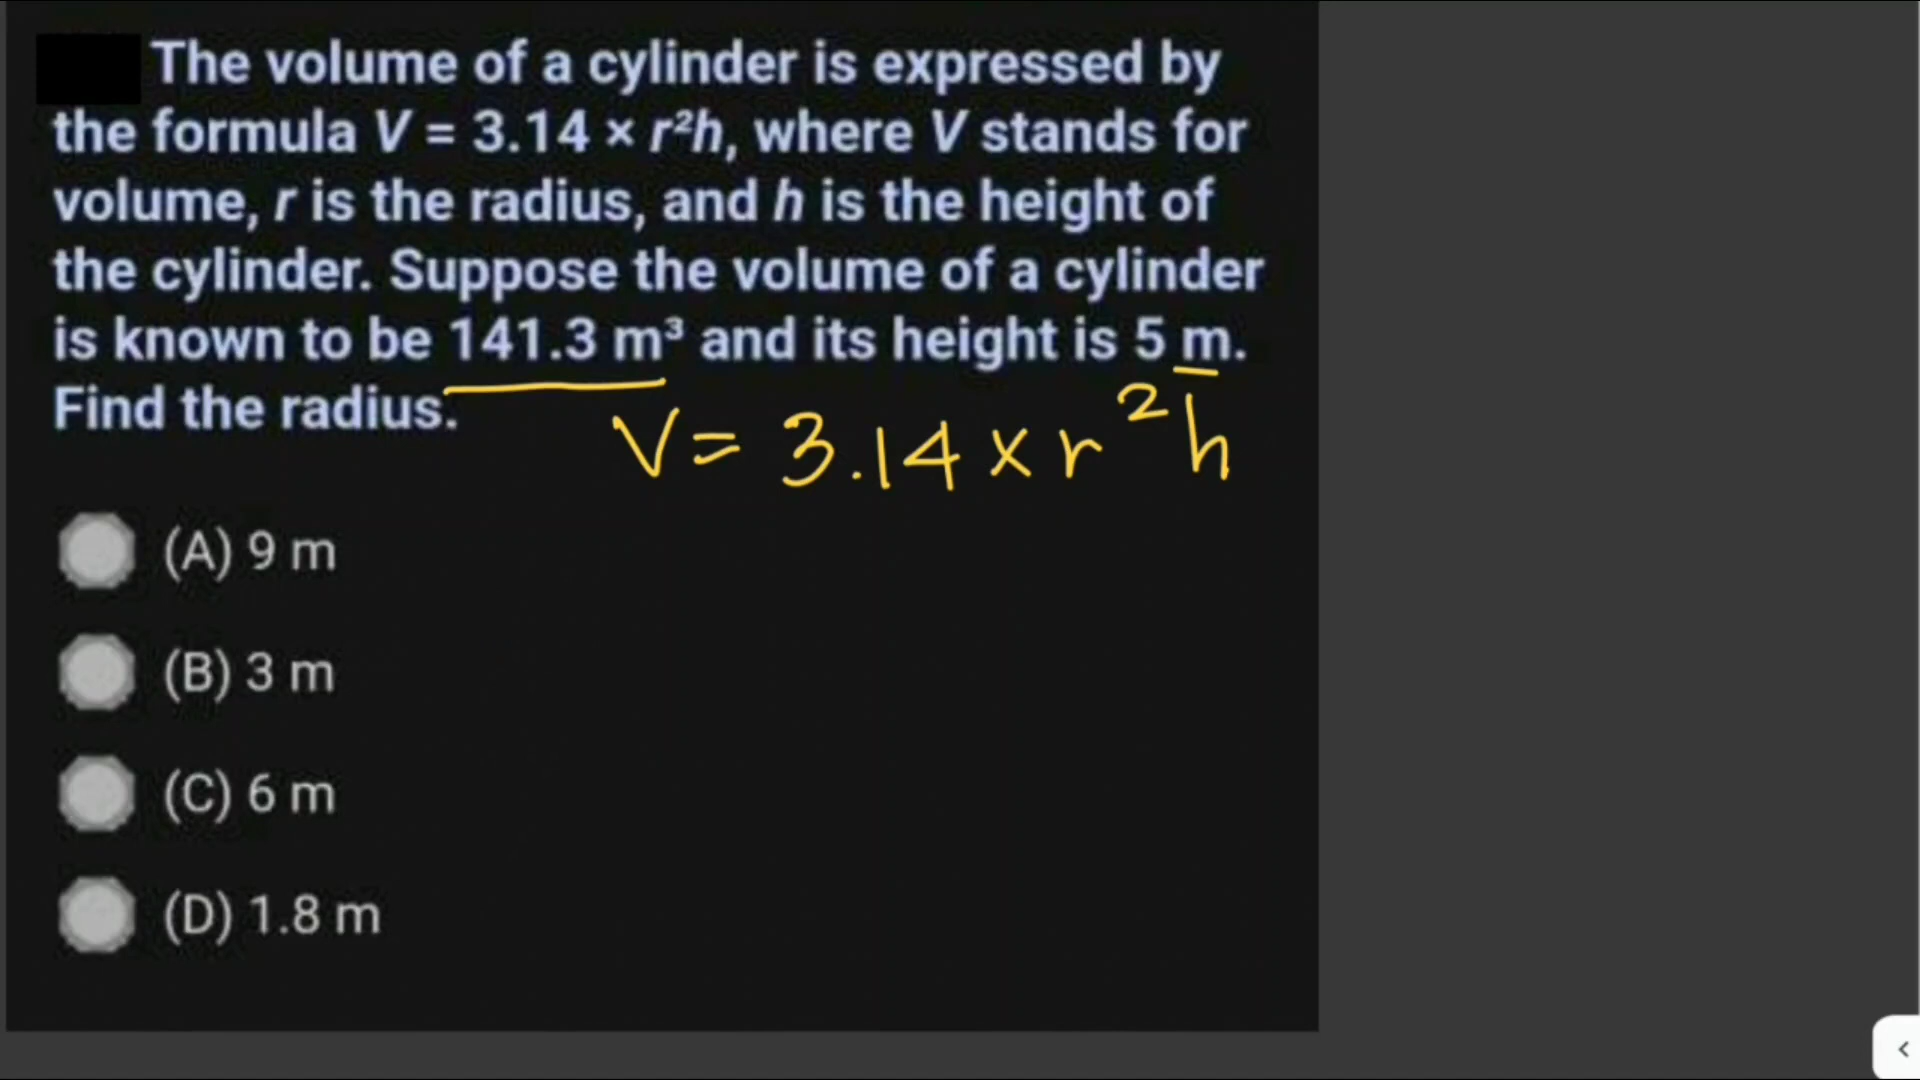 The volume of a cylinder is expressed by
the formula V = 3.14 × r²h, where V stands for
volume, r is the radius, and h is the height of
the cylinder. Suppose the volume of a cylinder
is known to be 141.3 m³ and its height is 5 m.
Find the radius.
V = 3.14 x r²h
(A) 9 m
(B) 3 m
(C) 6 m
(D) 1.8 m